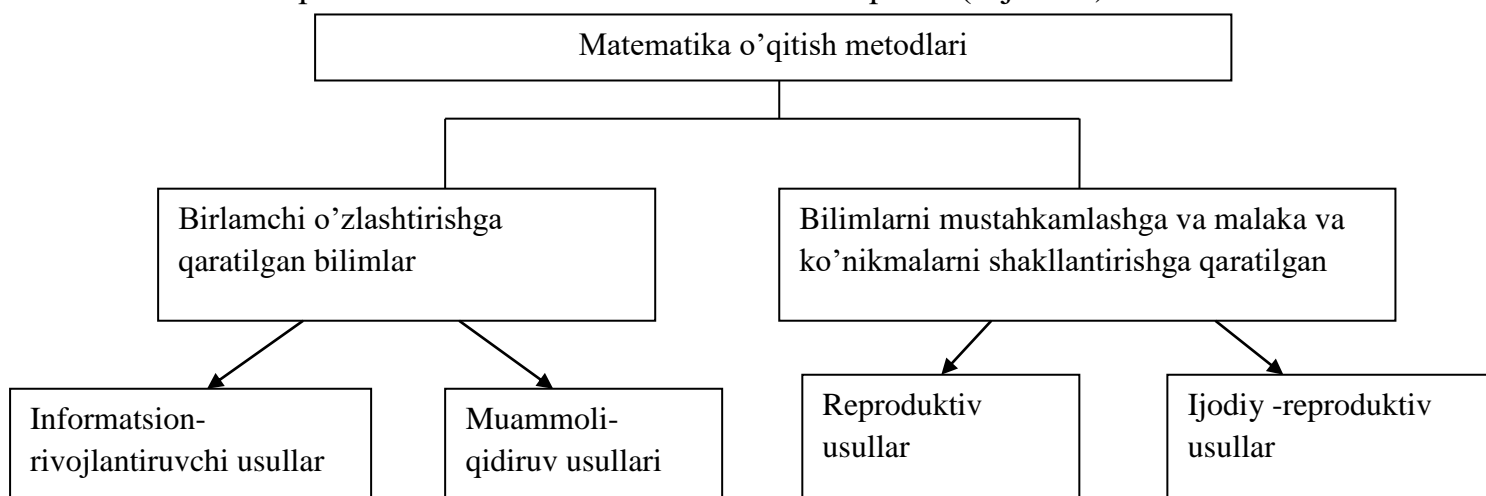 Matematika o’qitish metodlari
Birlamchi o’zlashtirishga
qaratilgan bilimlar
Bilimlarni mustahkamlashga va malaka va
ko’nikmalarni shakllantirishga qaratilgan
Informatsion-
rivojlantiruvchi usullar
Muammoli-
qidiruv usullari
Reproduktiv
usullar
Ijodiy -reproduktiv
usullar